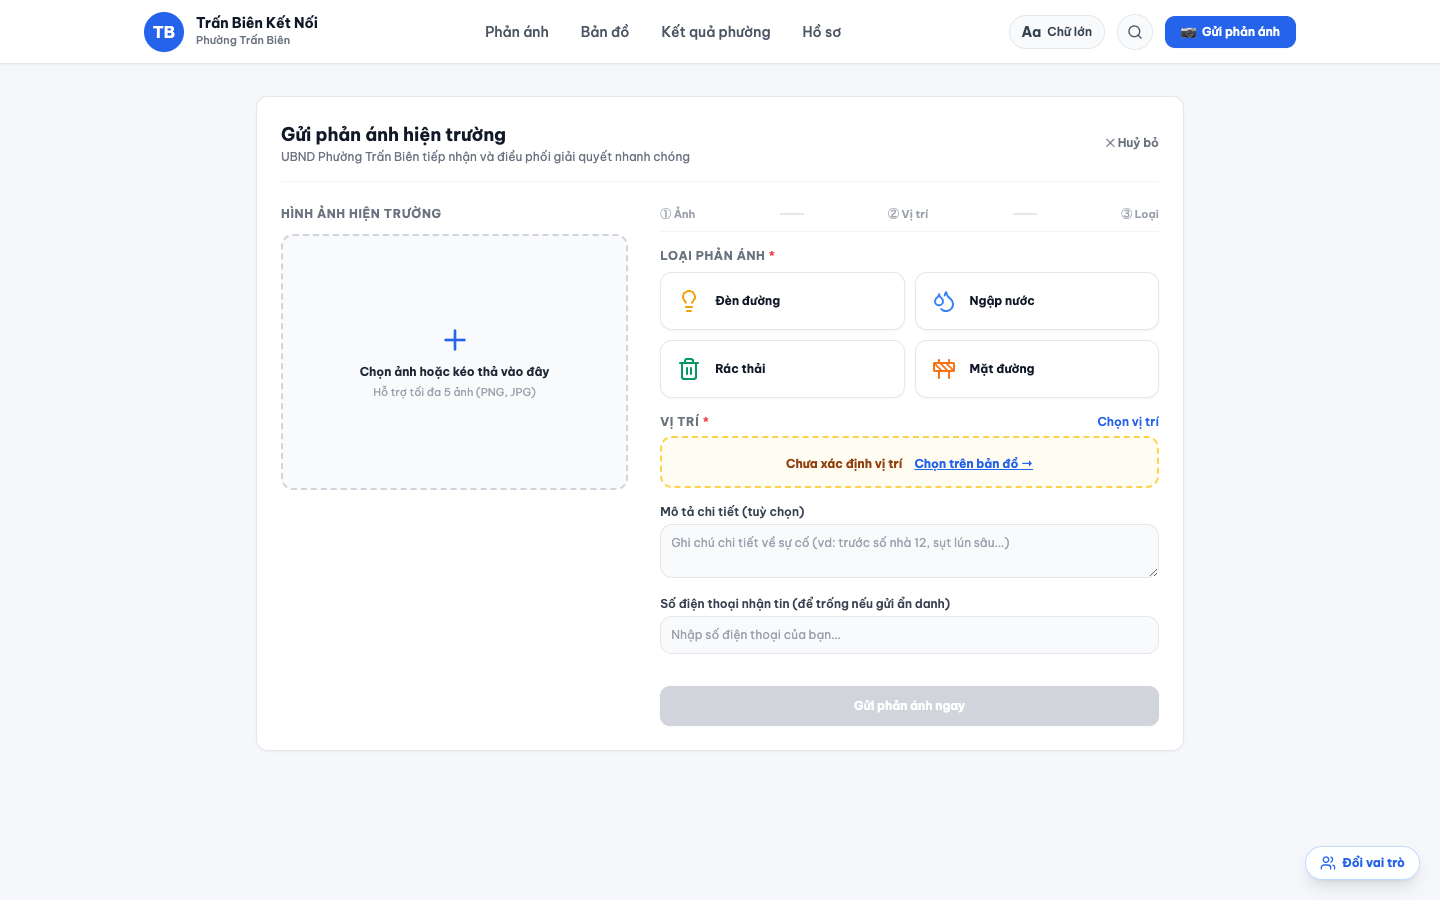 TB
Trấn Biên Kết Nối
Phường Trấn Biên
Phản ánh
Bản đồ
Kết quả phường
Hồ sơ
Aa Chữ lớn
Gửi phản ánh
Gửi phản ánh hiện trường
UBND Phường Trấn Biên tiếp nhận và điều phối giải quyết nhanh chóng
Huỷ bỏ
HÌNH ẢNH HIỆN TRƯỜNG
Chọn ảnh hoặc kéo thả vào đây
Hỗ trợ tối đa 5 ảnh (PNG, JPG)
① Ảnh
② Vị trí
③ Loại
LOẠI PHẢN ÁNH *
Đèn đường
Ngập nước
Rác thải
Mặt đường
VỊ TRÍ *
Chọn vị trí
Chưa xác định vị trí Chọn trên bản đồ →
Mô tả chi tiết (tuỳ chọn)
Ghi chú chi tiết về sự cố (vd: trước số nhà 12, sụt lún sâu...)
Số điện thoại nhận tin (để trống nếu gửi ẩn danh)
Nhập số điện thoại của bạn...
Gửi phản ánh ngay
Đổi vai trò